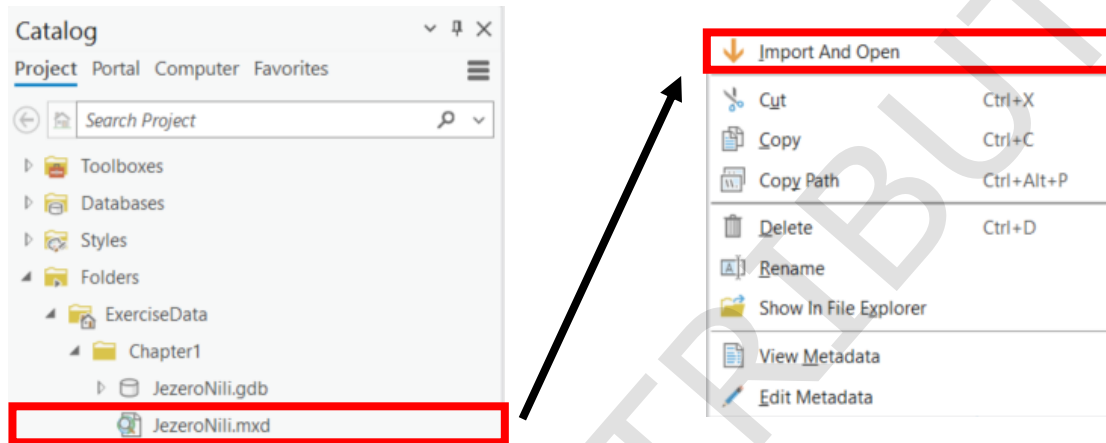 Catalog
Project Portal Computer Favorites
Search Project
Toolboxes
Databases
Styles
Folders
ExerciseData
Chapter1
JezeroNili.gdb
JezeroNili.mxd
Import And Open
Cut Ctrl+X
Copy Ctrl+C
Copy Path Ctrl+Alt+P
Delete Ctrl+D
Rename
Show In File Explorer
View Metadata
Edit Metadata
TRIBUT